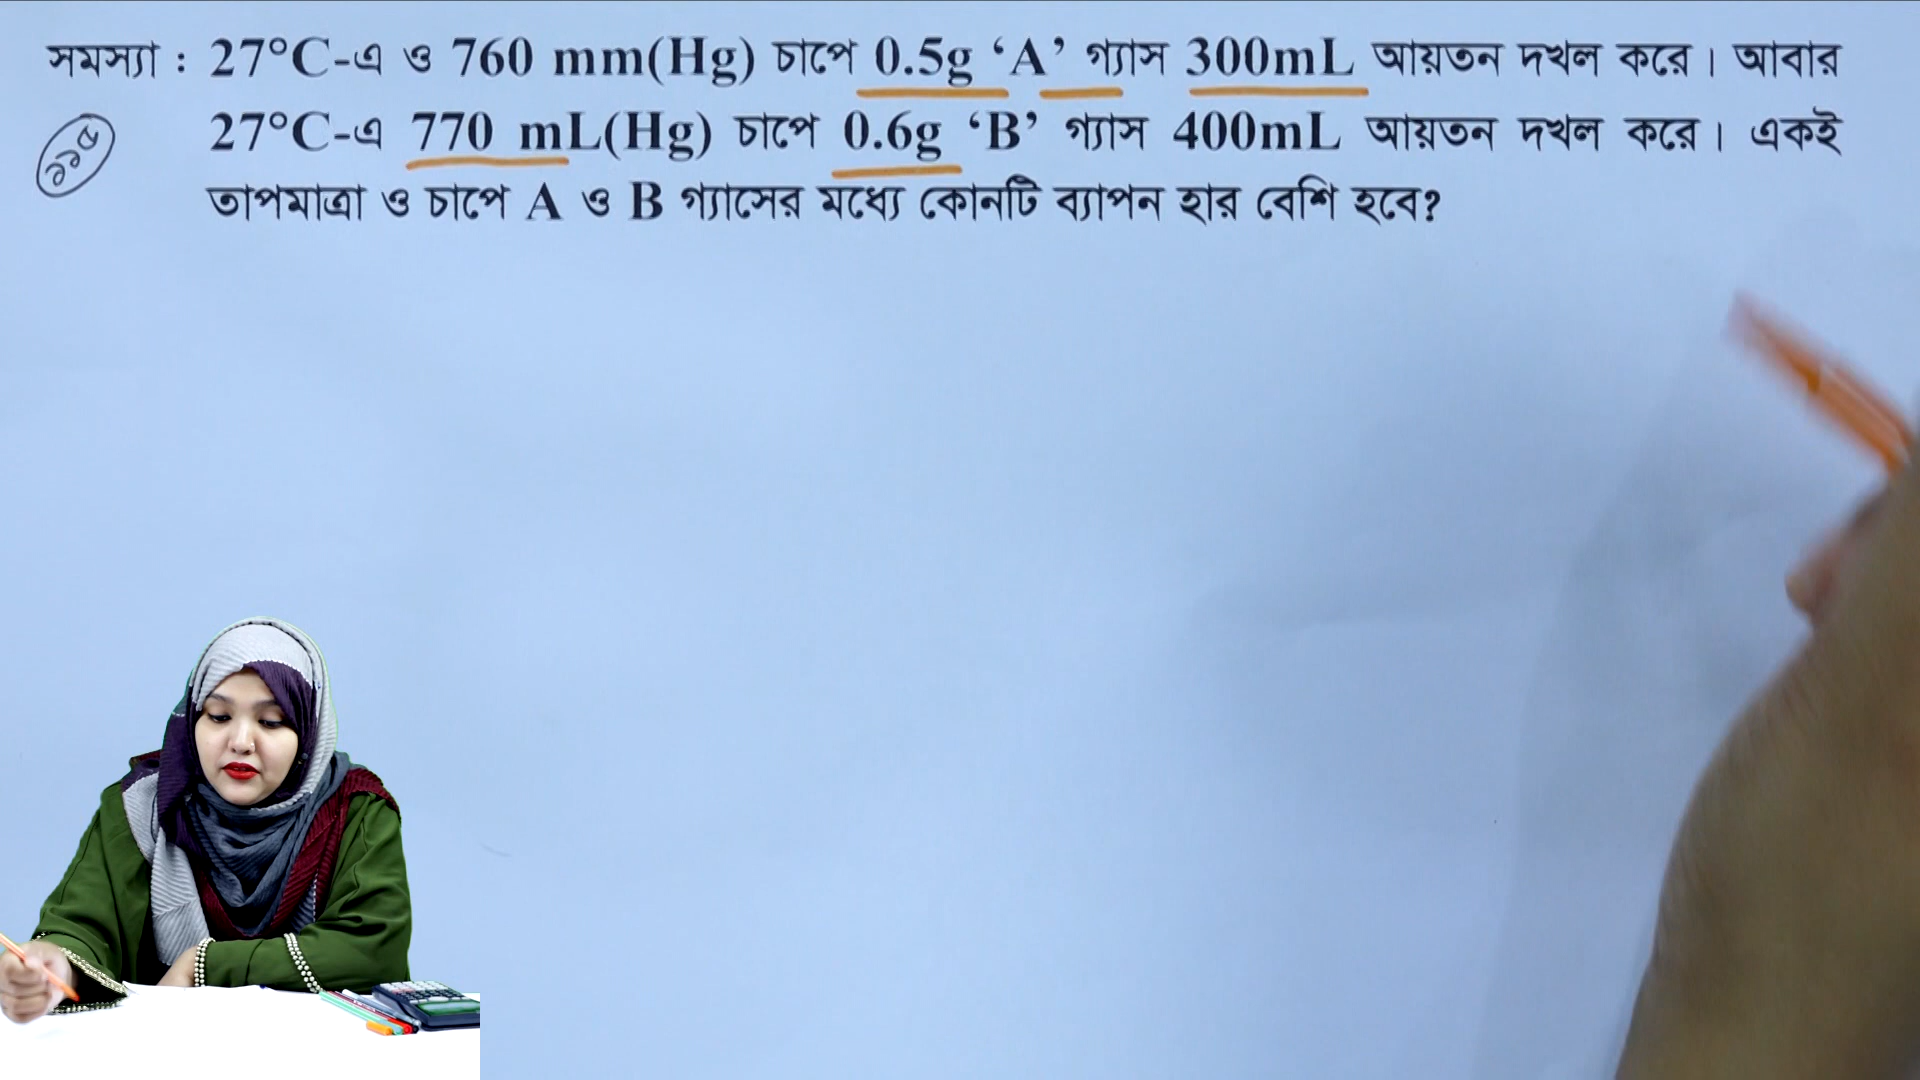 সমস্যা : 27°C-এ ও 760 mm(Hg) চাপে 0.5g ‘A’ গ্যাস 300mL আয়তন দখল করে। আবার
27°C-এ 770 mL(Hg) চাপে 0.6g ‘B’ গ্যাস 400mL আয়তন দখল করে। একই
তাপমাত্রা ও চাপে A ও B গ্যাসের মধ্যে কোনটি ব্যাপন হার বেশি হবে?